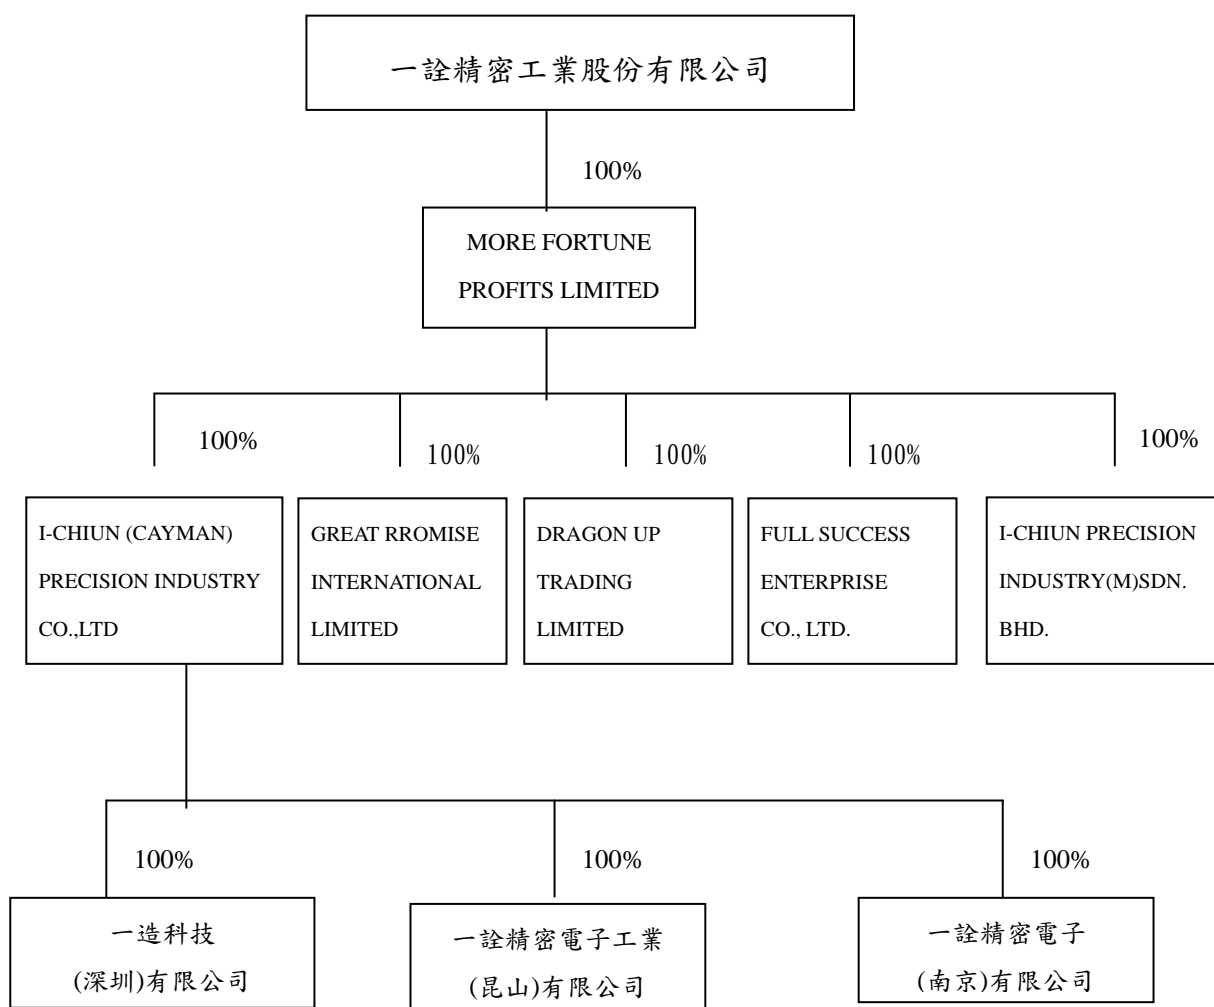 一詮精密工業股份有限公司
100%
MORE FORTUNE
PROFITS LIMITED
100%
100%
100%
100%
100%
I-CHIUN (CAYMAN)
PRECISION INDUSTRY
CO.,LTD
GREAT RROMISE
INTERNATIONAL
LIMITED
DRAGON UP
TRADING
LIMITED
FULL SUCCESS
ENTERPRISE
CO., LTD.
I-CHIUN PRECISION
INDUSTRY(M)SDN.
BHD.
100%
100%
100%
一造科技
(深圳)有限公司
一詮精密電子工業
(昆山)有限公司
一詮精密電子
(南京)有限公司